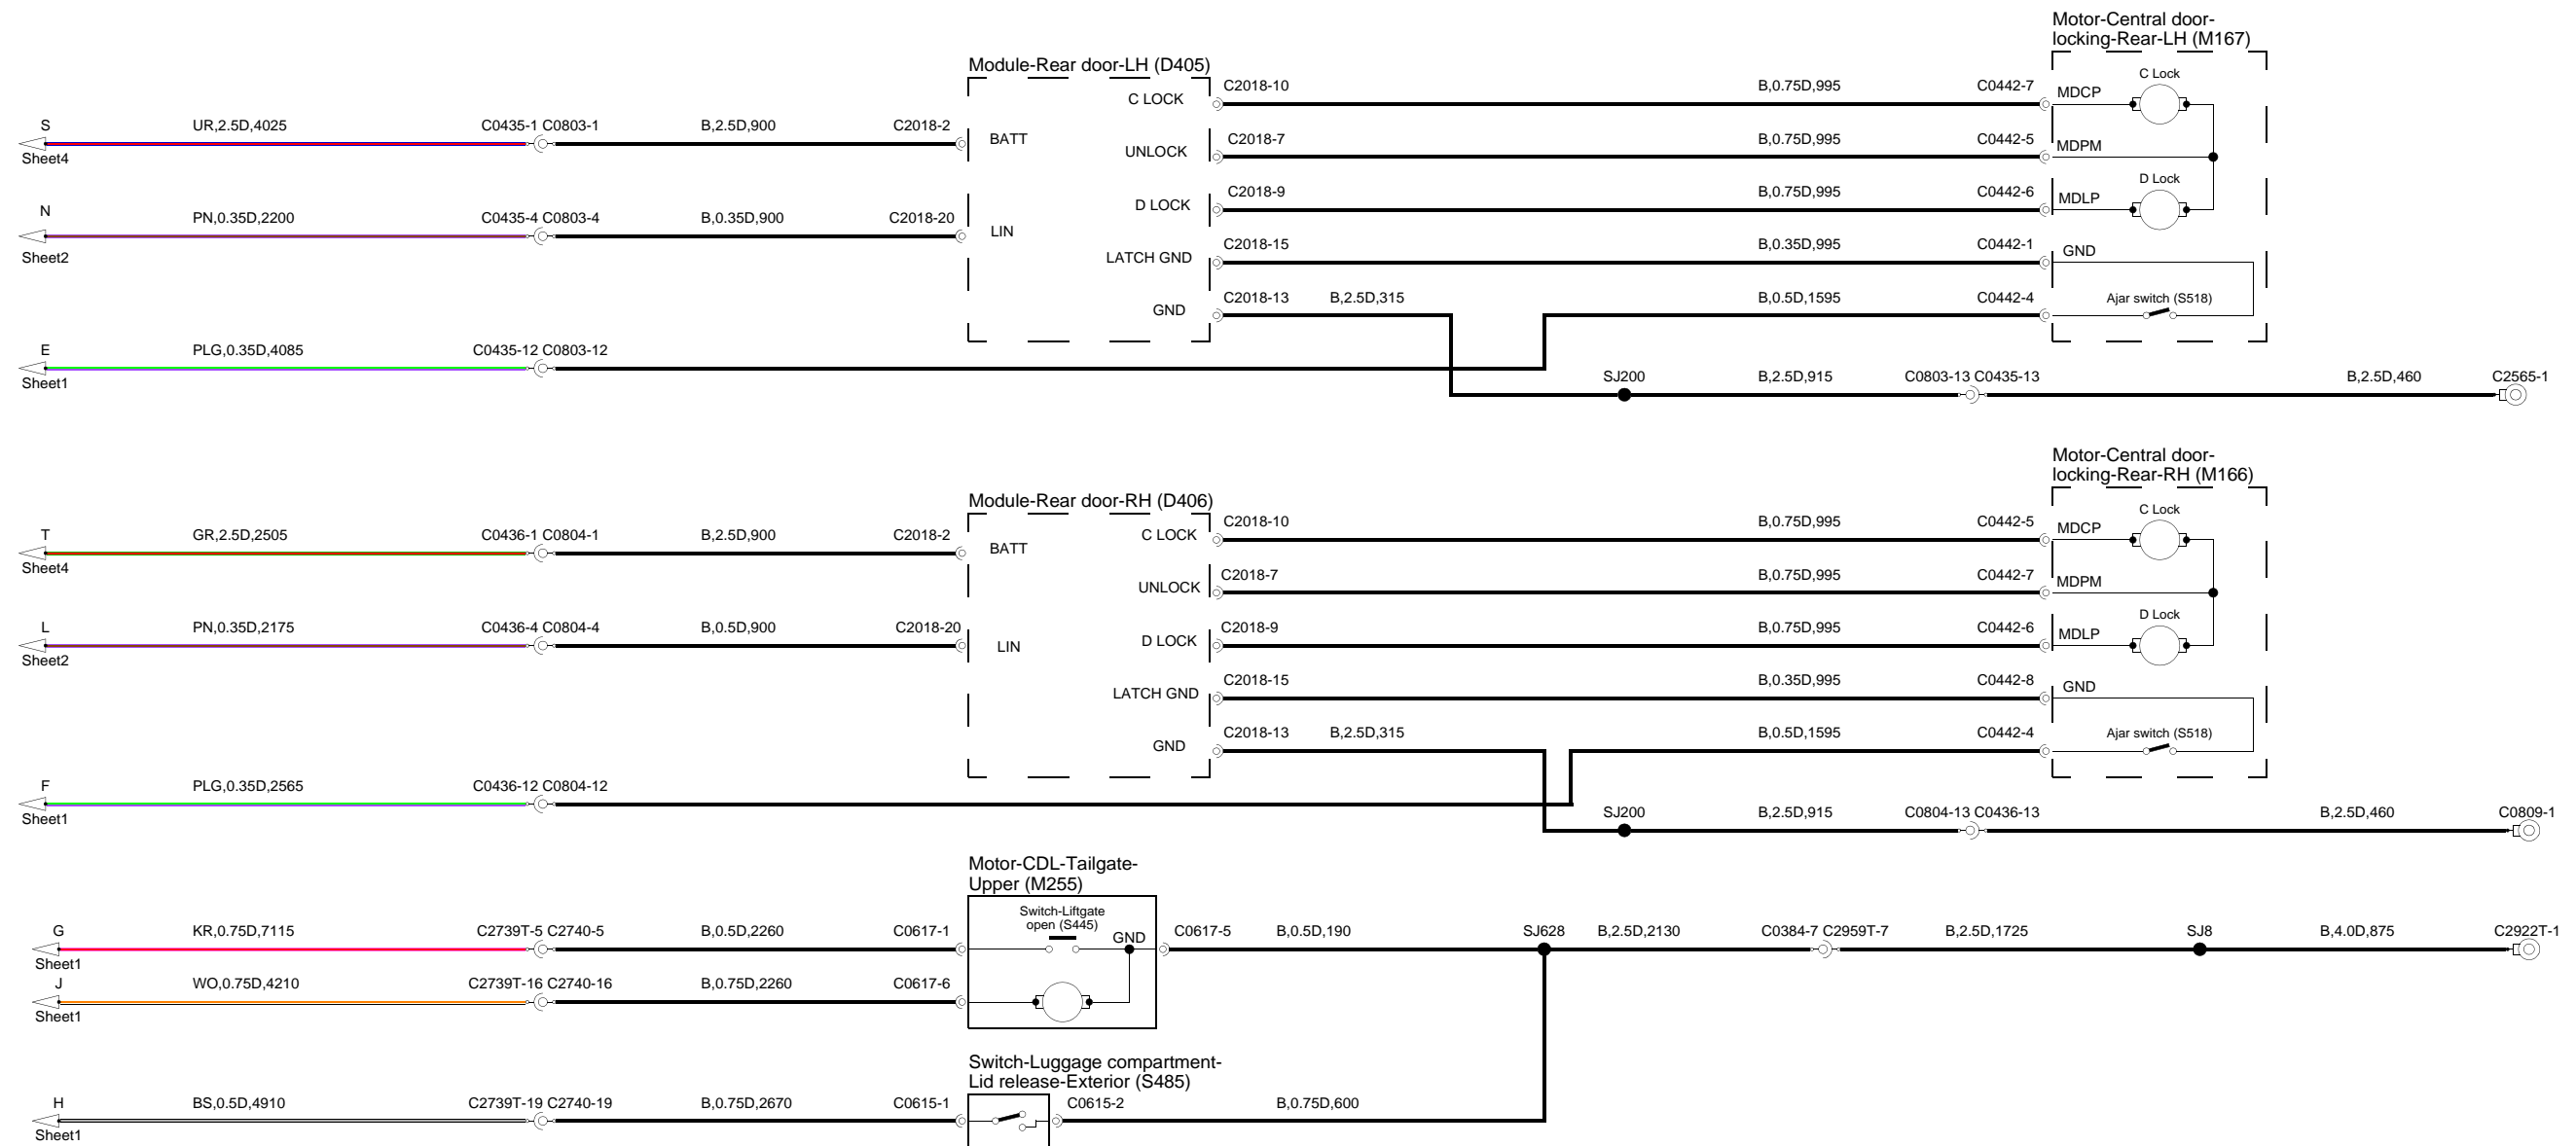 Motor-Central door-
locking-Rear-LH (M167)
Module-Rear door-LH (D405)
C Lock
C LOCK C2018-10 B,0.75D,995 C0442-7 MDCP
S UR,2.5D,4025 C0435-1 C0803-1 B,2.5D,900 C2018-2 BATT
Sheet4
UNLOCK C2018-7 B,0.75D,995 C0442-5 MDPM
D Lock
D LOCK C2018-9 B,0.75D,995 C0442-6 MDLP
N PN,0.35D,2200 C0435-4 C0803-4 B,0.35D,900 C2018-20 LIN
Sheet2
LATCH GND C2018-15 B,0.35D,995 C0442-1 GND
GND C2018-13 B,2.5D,315 B,0.5D,1595 C0442-4 Ajar switch (S518)
E PLG,0.35D,4085 C0435-12 C0803-12
Sheet1
SJ200 B,2.5D,915 C0803-13 C0435-13 B,2.5D,460 C2565-1
Motor-Central door-
locking-Rear-RH (M166)
Module-Rear door-RH (D406)
C Lock
C LOCK C2018-10 B,0.75D,995 C0442-5 MDCP
T GR,2.5D,2505 C0436-1 C0804-1 B,2.5D,900 C2018-2 BATT
Sheet4
UNLOCK C2018-7 B,0.75D,995 C0442-7 MDPM
D Lock
D LOCK C2018-9 B,0.75D,995 C0442-6 MDLP
L PN,0.35D,2175 C0436-4 C0804-4 B,0.5D,900 C2018-20 LIN
Sheet2
LATCH GND C2018-15 B,0.35D,995 C0442-8 GND
GND C2018-13 B,2.5D,315 B,0.5D,1595 C0442-4 Ajar switch (S518)
F PLG,0.35D,2565 C0436-12 C0804-12
Sheet1
SJ200 B,2.5D,915 C0804-13 C0436-13 B,2.5D,460 C0809-1
Motor-CDL-Tailgate-
Upper (M255)
Switch-Liftgate
open (S445)
G KR,0.75D,7115 C2739T-5 C2740-5 B,0.5D,2260 C0617-1 GND C0617-5 B,0.5D,190 SJ628 B,2.5D,2130 C0384-7 C2959T-7 B,2.5D,1725 SJ8 B,4.0D,875 C2922T-1
Sheet1
J WO,0.75D,4210 C2739T-16 C2740-16 B,0.75D,2260 C0617-6
Sheet1
Switch-Luggage compartment-
Lid release-Exterior (S485)
H BS,0.5D,4910 C2739T-19 C2740-19 B,0.75D,2670 C0615-1 C0615-2 B,0.75D,600
Sheet1